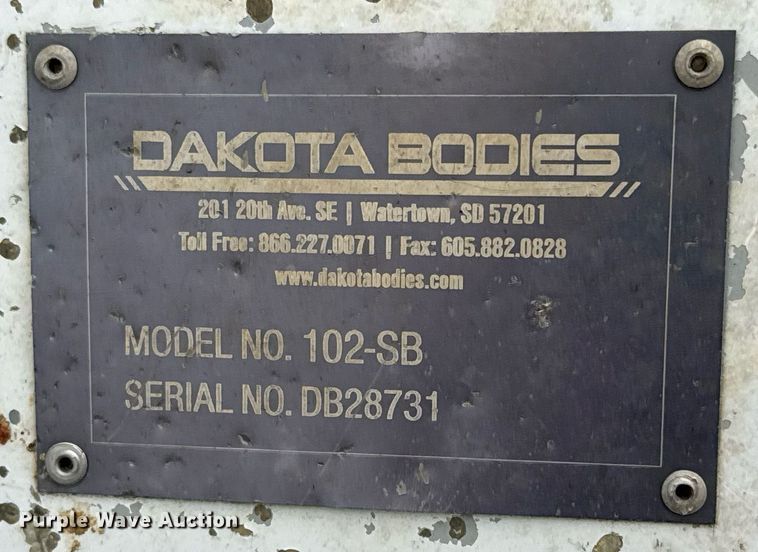 DAKOTA BODIES
201 20th Ave. SE | Watertown, SD 57201
Toll Free: 866.227.0071 | Fax: 605.882.0828
www.dakotabodies.com
MODEL NO. 102-SB
SERIAL NO. DB28731
Purple Wave Auction